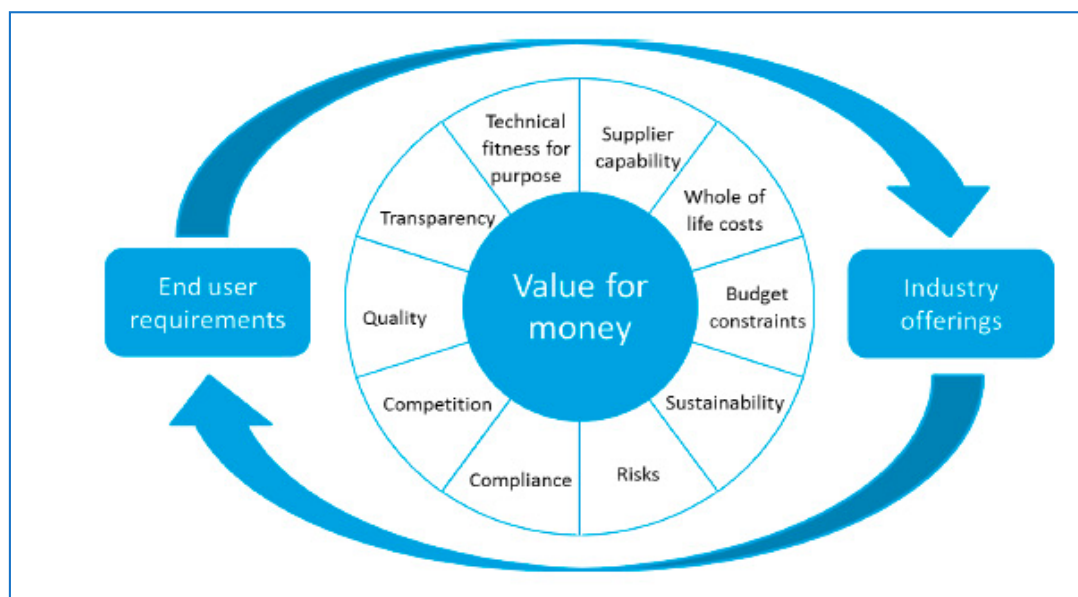 Technical
fitness for
purpose
Supplier
capability
Whole of
life costs
Transparency
End user
requirements
Value for
money
Budget
constraints
Industry
offerings
Quality
Competition
Sustainability
Compliance
Risks